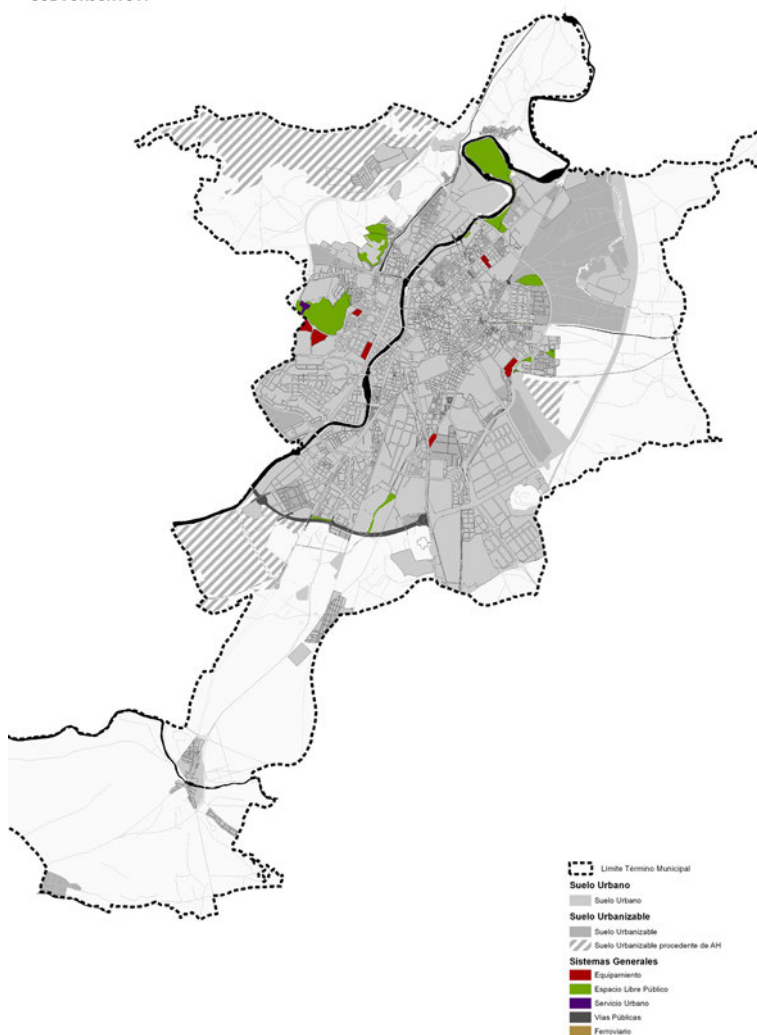 Límite Término Municipal
Suelo Urbano
Suelo Urbano
Suelo Urbanizable
Suelo Urbanizable
Suelo Urbanizable procedente de AH
Sistemas Generales
Equipamiento
Espacio Libre Público
Servicio Urbano
Vías Públicas
Ferroviario